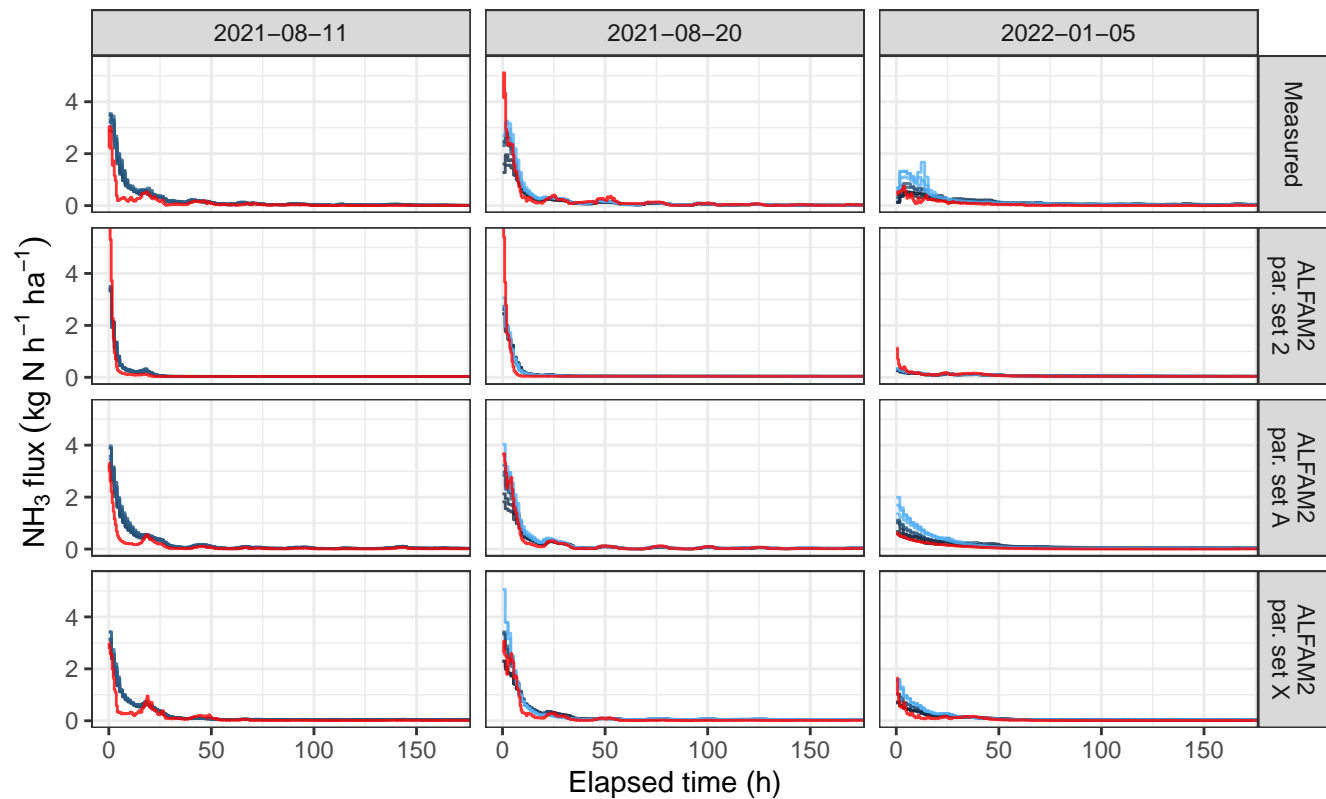 2021−08−11
2021−08−20
2022−01−05
NH₃ flux (kg N h⁻¹ ha⁻¹)
4
2
0
Measured
4
2
0
ALFAM2
par. set 2
4
2
0
ALFAM2
par. set A
4
2
0
ALFAM2
par. set X
0 50 100 150
0 50 100 150
0 50 100 150
Elapsed time (h)